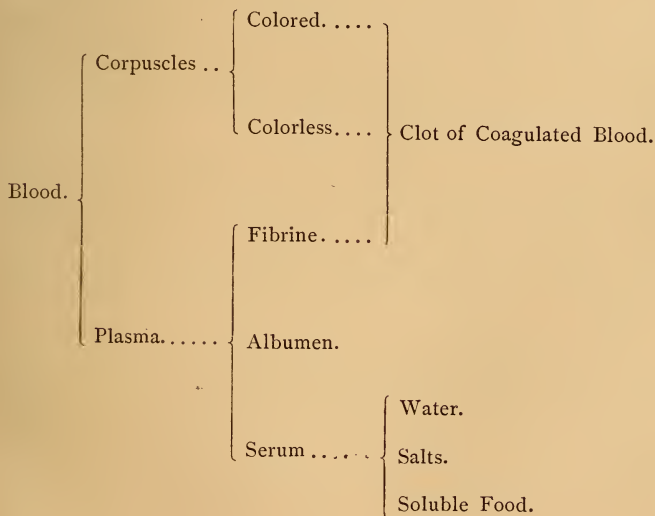 Colored. ....
Corpuscles ..
Colorless....
Clot of Coagulated Blood.
Blood.
Fibrine. ....
Plasma......
Albumen.
Water.
Serum .....
Salts.
Soluble Food.